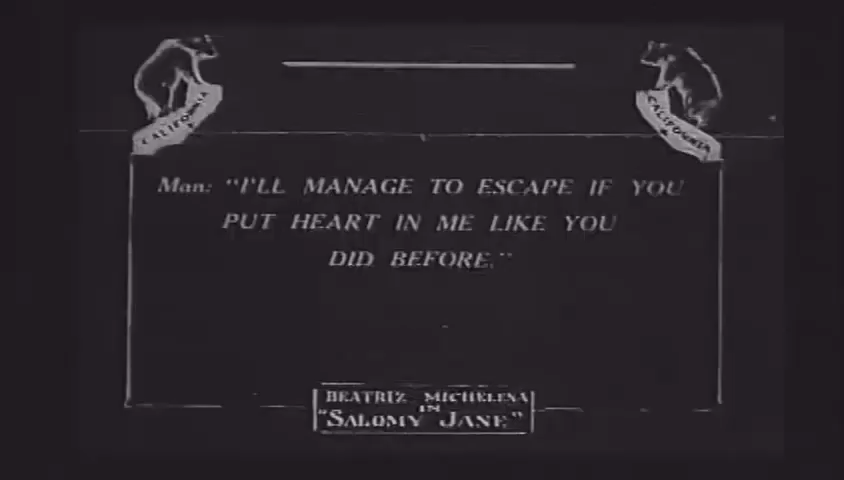 CALIFORNIA
CALIFORNIA
Man: "I'LL MANAGE TO ESCAPE IF YOU
PUT HEART IN ME LIKE YOU
DID BEFORE."
BEATRIZ MICHELENA
IN
"SALOMY JANE"